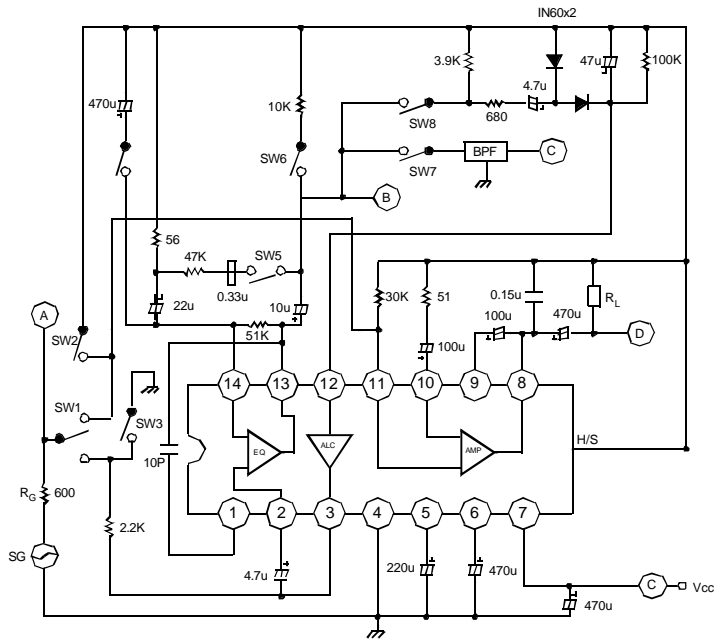 IN60x2
3.9K
47u
100K
470u
4.7u
10K
680
SW8
SW6
BPF
C
SW7
B
56
47K
SW5
0.33u
22u
10u
30K
51
0.15u
R_L
A
100u
470u
D
SW2
51K
100u
14
13
12
11
10
9
8
SW1
SW3
EQ
ALC
AMP
H/S
10P
R_G 600
1
2
3
4
5
6
7
2.2K
SG
4.7u
220u
470u
C
Vcc
470u